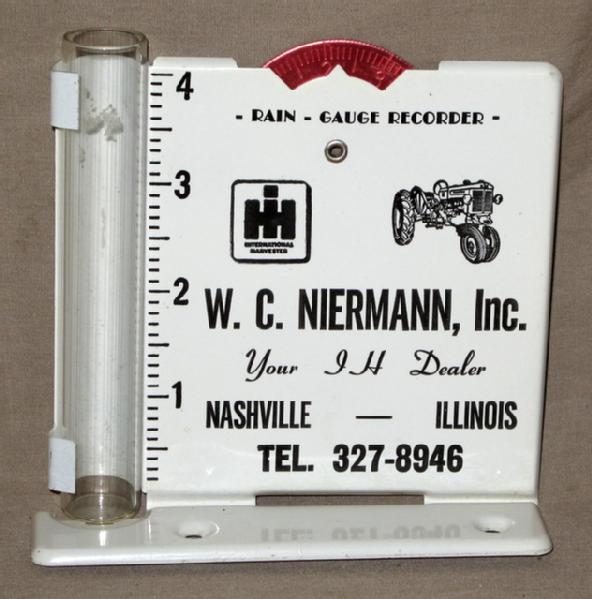 - RAIN - GAUGE RECORDER -
4
3
2
1
IH
INTERNATIONAL
HARVESTER
W. C. NIERMANN, Inc.
Your IH Dealer
NASHVILLE — ILLINOIS
TEL. 327-8946